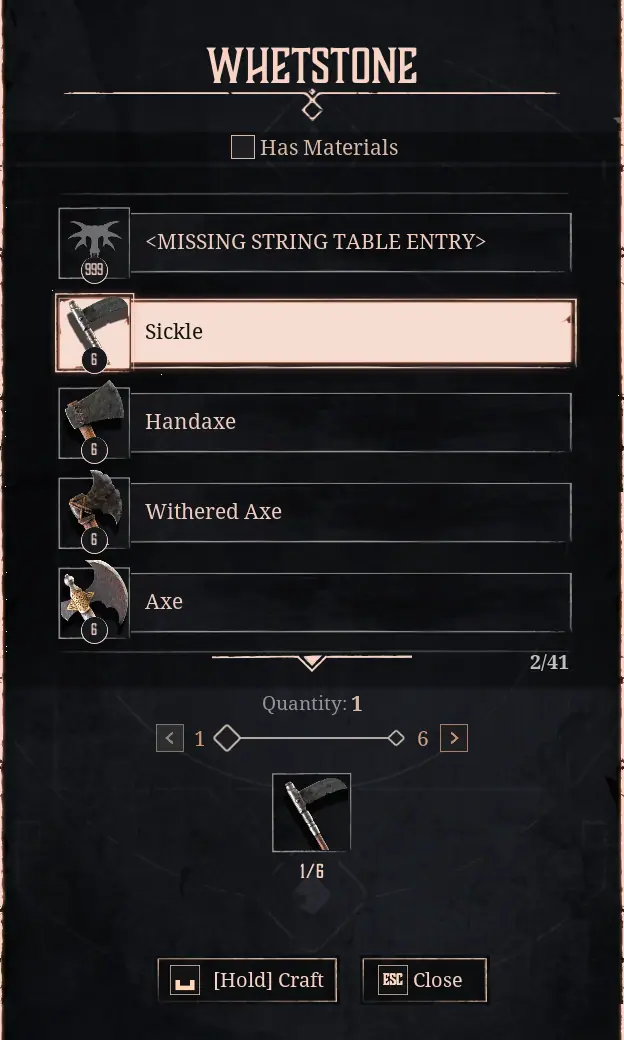 WHETSTONE
Has Materials
999
<MISSING STRING TABLE ENTRY>
6
Sickle
6
Handaxe
6
Withered Axe
6
Axe
2/41
Quantity: 1
< 1 6 >
1/6
[Hold] Craft
ESC Close